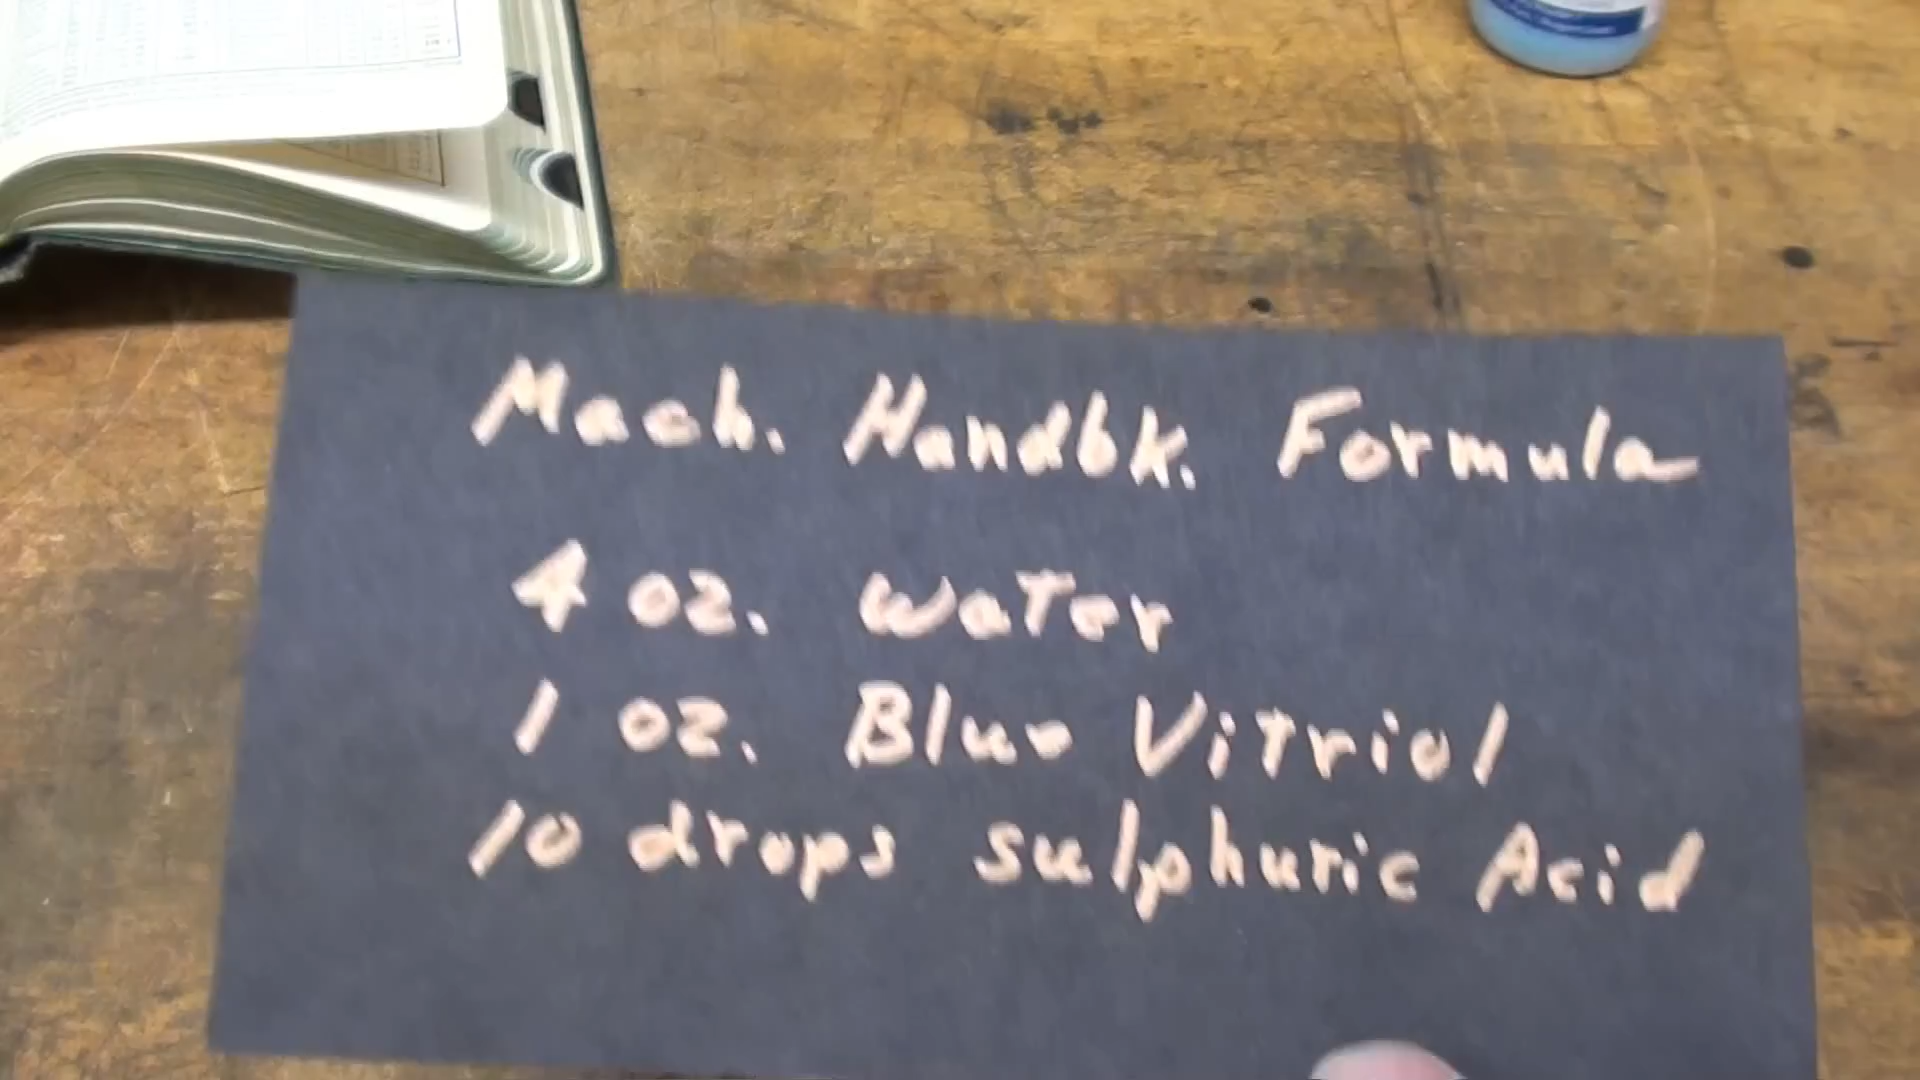 Mach. Handbk. Formula
4 oz. water
1 oz. Blue Vitriol
10 drops sulphuric Acid